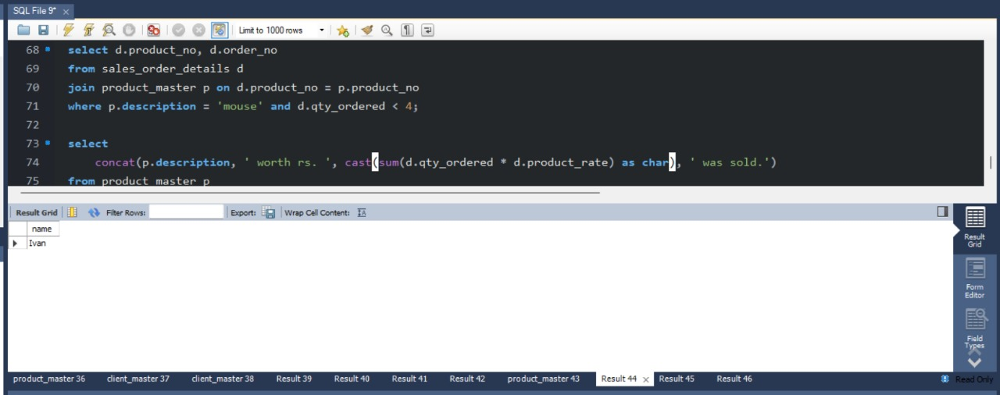 SQL File 9*
Limit to 1000 rows
68 select d.product_no, d.order_no
69 from sales_order_details d
70 join product_master p on d.product_no = p.product_no
71 where p.description = 'mouse' and d.qty_ordered < 4;
72
73 select
74 concat(p.description, ' worth rs. ', cast(sum(d.qty_ordered * d.product_rate) as char), ' was sold.')
75 from product_master p
Result Grid Filter Rows: Export: Wrap Cell Content: IA
name
Ivan
Result
Grid
Form
Editor
Field
Types
product_master 36 client_master 37 client_master 38 Result 39 Result 40 Result 41 Result 42 product_master 43 Result 44 Result 45 Result 46 Read Only